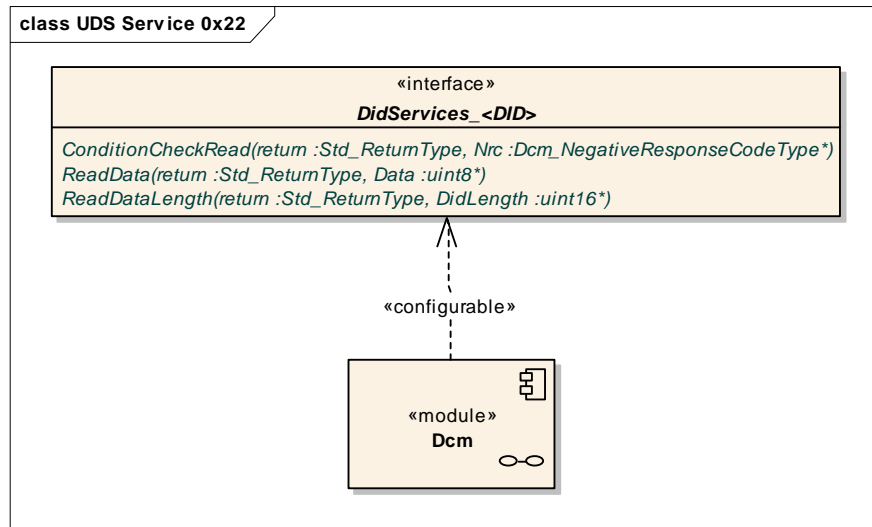 class UDS Service 0x22
«interface»
DidServices_<DID>
ConditionCheckRead(return :Std_ReturnType, Nrc :Dcm_NegativeResponseCodeType*)
ReadData(return :Std_ReturnType, Data :uint8*)
ReadDataLength(return :Std_ReturnType, DidLength :uint16*)
«configurable»
«module»
Dcm